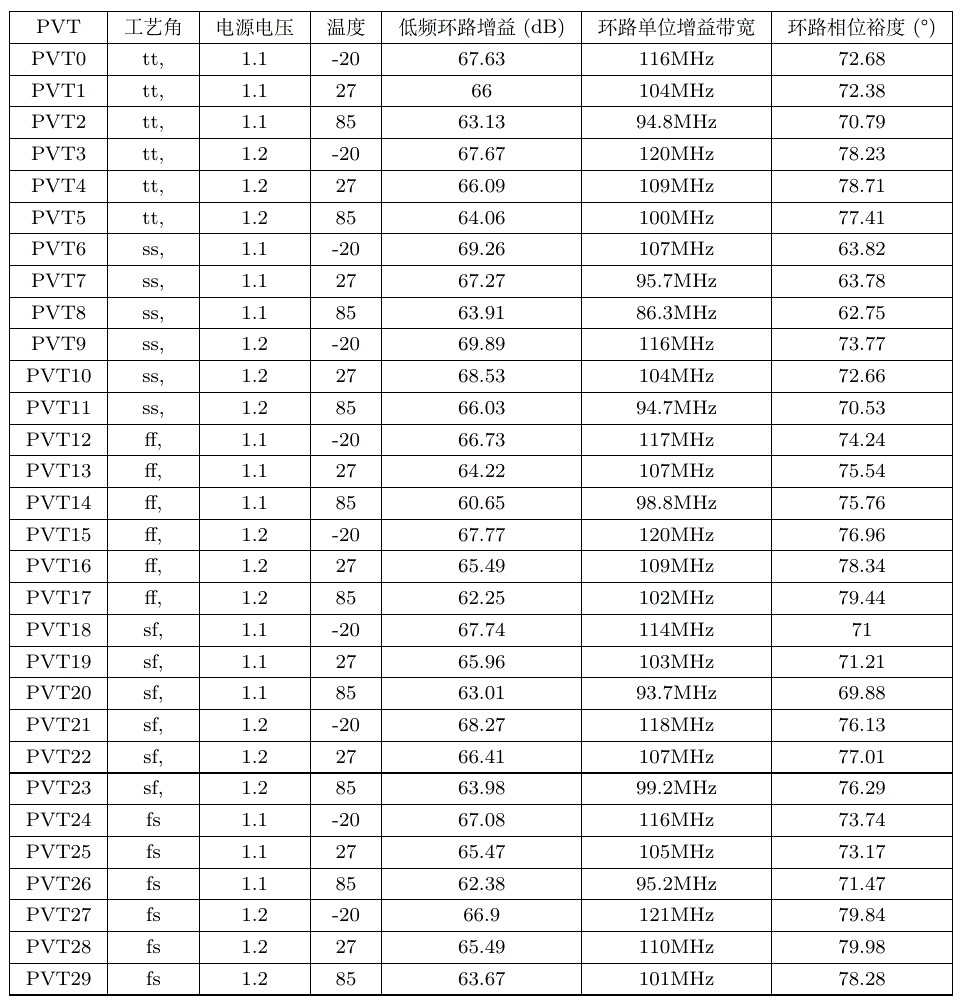 PVT 工艺角 电源电压 温度 低频环路增益 (dB) 环路单位增益带宽 环路相位裕度 (°)
PVT0 tt, 1.1 -20 67.63 116MHz 72.68
PVT1 tt, 1.1 27 66 104MHz 72.38
PVT2 tt, 1.1 85 63.13 94.8MHz 70.79
PVT3 tt, 1.2 -20 67.67 120MHz 78.23
PVT4 tt, 1.2 27 66.09 109MHz 78.71
PVT5 tt, 1.2 85 64.06 100MHz 77.41
PVT6 ss, 1.1 -20 69.26 107MHz 63.82
PVT7 ss, 1.1 27 67.27 95.7MHz 63.78
PVT8 ss, 1.1 85 63.91 86.3MHz 62.75
PVT9 ss, 1.2 -20 69.89 116MHz 73.77
PVT10 ss, 1.2 27 68.53 104MHz 72.66
PVT11 ss, 1.2 85 66.03 94.7MHz 70.53
PVT12 ff, 1.1 -20 66.73 117MHz 74.24
PVT13 ff, 1.1 27 64.22 107MHz 75.54
PVT14 ff, 1.1 85 60.65 98.8MHz 75.76
PVT15 ff, 1.2 -20 67.77 120MHz 76.96
PVT16 ff, 1.2 27 65.49 109MHz 78.34
PVT17 ff, 1.2 85 62.25 102MHz 79.44
PVT18 sf, 1.1 -20 67.74 114MHz 71
PVT19 sf, 1.1 27 65.96 103MHz 71.21
PVT20 sf, 1.1 85 63.01 93.7MHz 69.88
PVT21 sf, 1.2 -20 68.27 118MHz 76.13
PVT22 sf, 1.2 27 66.41 107MHz 77.01
PVT23 sf, 1.2 85 63.98 99.2MHz 76.29
PVT24 fs 1.1 -20 67.08 116MHz 73.74
PVT25 fs 1.1 27 65.47 105MHz 73.17
PVT26 fs 1.1 85 62.38 95.2MHz 71.47
PVT27 fs 1.2 -20 66.9 121MHz 79.84
PVT28 fs 1.2 27 65.49 110MHz 79.98
PVT29 fs 1.2 85 63.67 101MHz 78.28